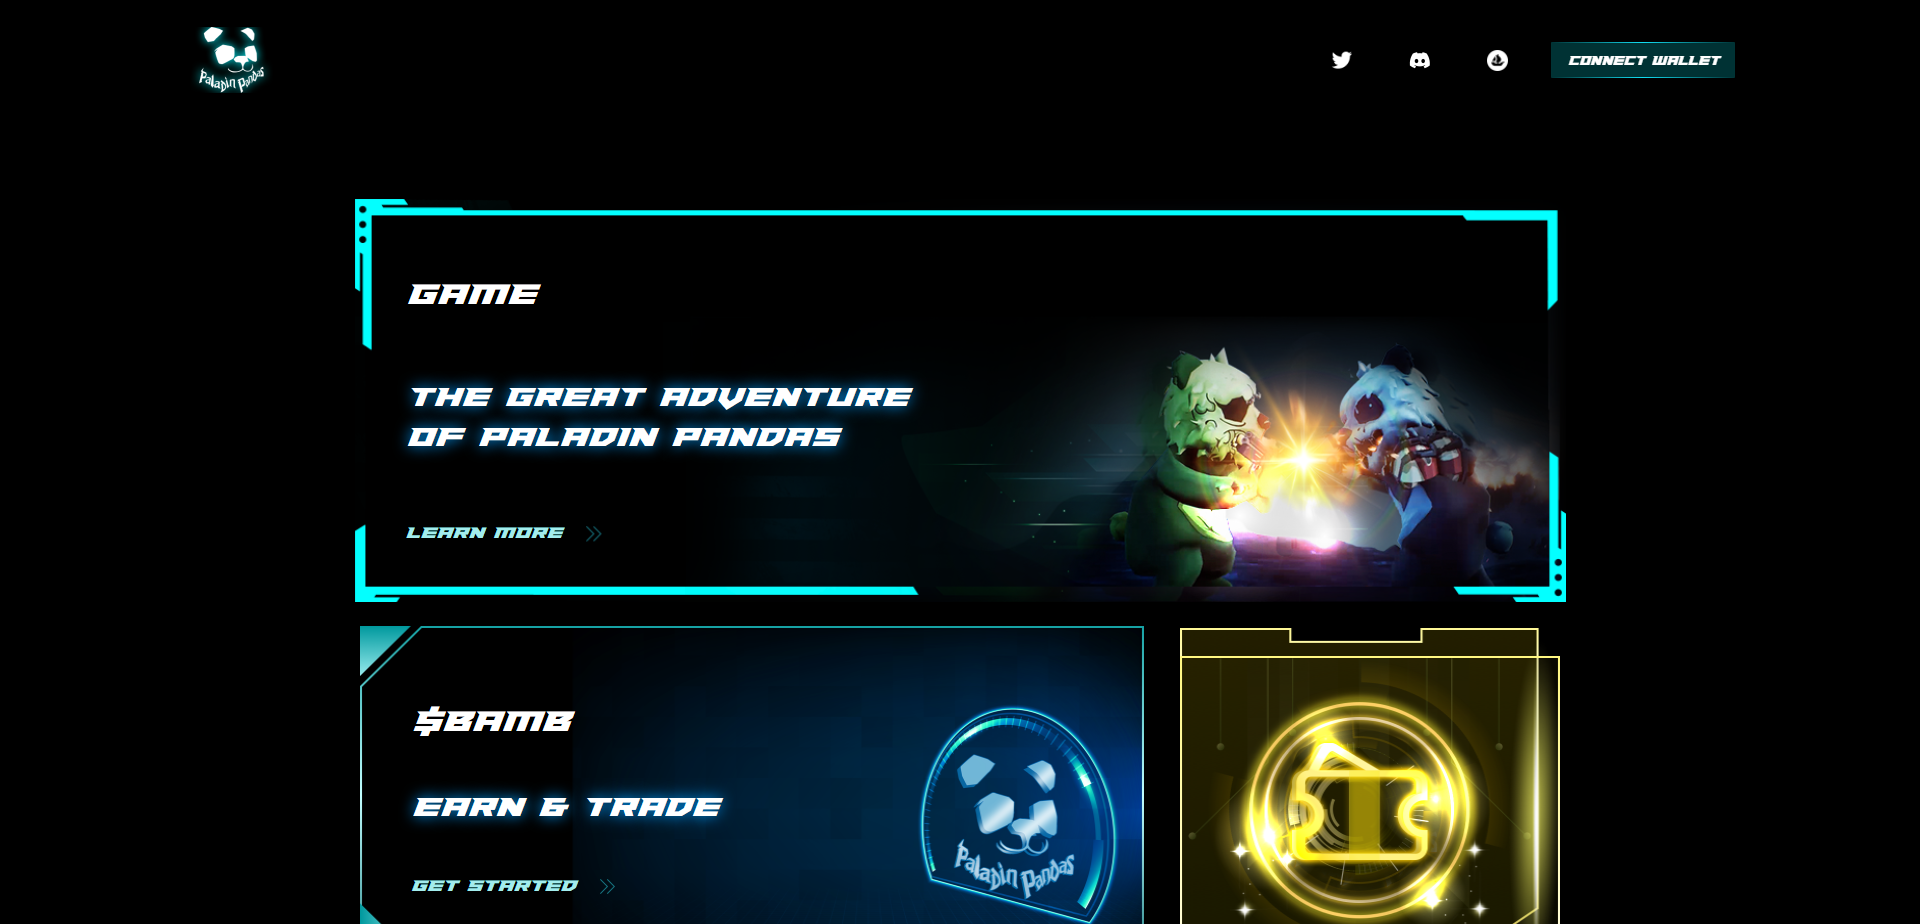 Paladin Pandas
CONNECT WALLET
GAME
THE GREAT ADVENTURE
OF PALADIN PANDAS
LEARN MORE
$BAMB
EARN & TRADE
GET STARTED
Paladin Pandas